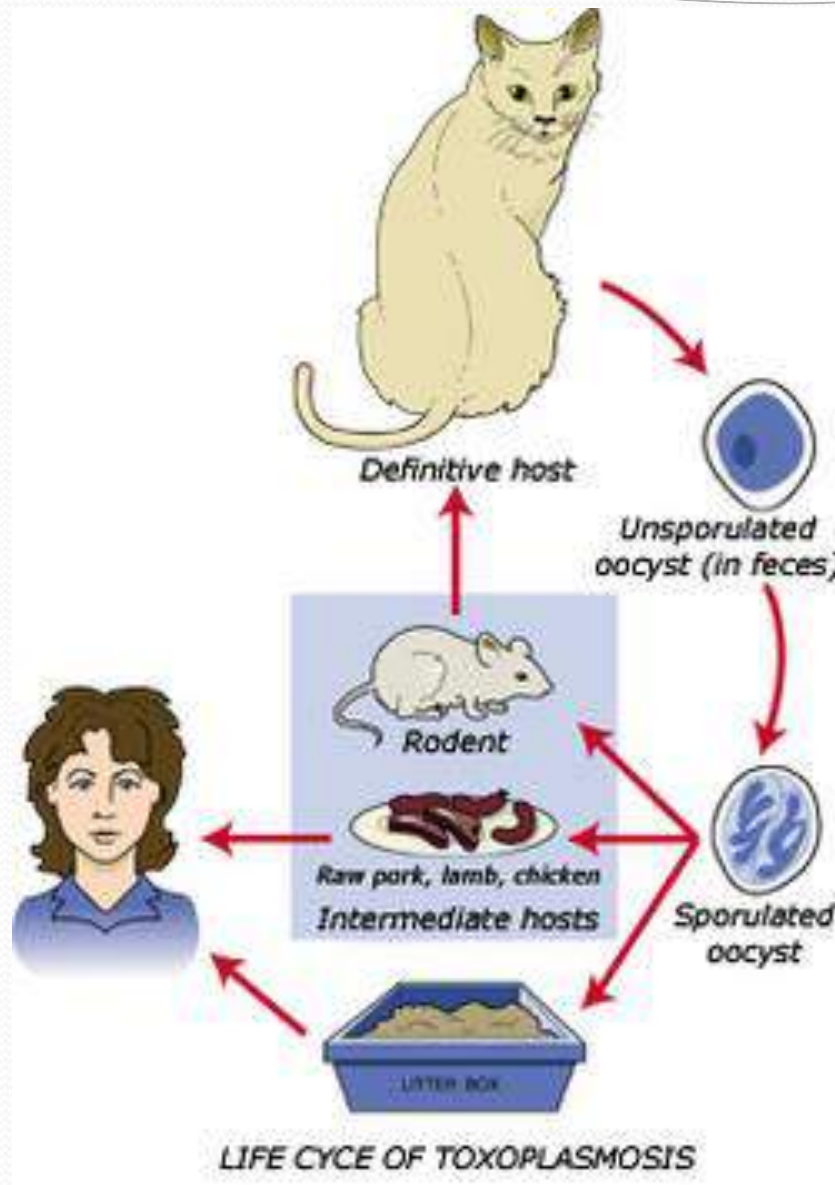 Definitive host
Unsporulated
oocyst (in feces)
Rodent
Raw pork, lamb, chicken
Intermediate hosts
Sporulated
oocyst
LITTER BOX
LIFE CYCE OF TOXOPLASMOSIS